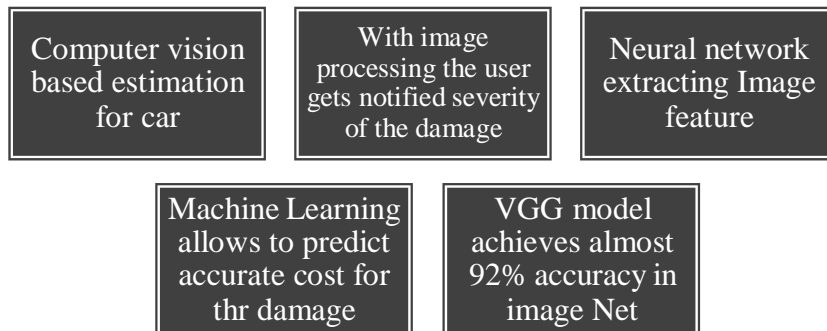 Computer vision
based estimation
for car
With image
processing the user
gets notified severity
of the damage
Neural network
extracting Image
feature
Machine Learning
allows to predict
accurate cost for
thr damage
VGG model
achieves almost
92% accuracy in
image Net